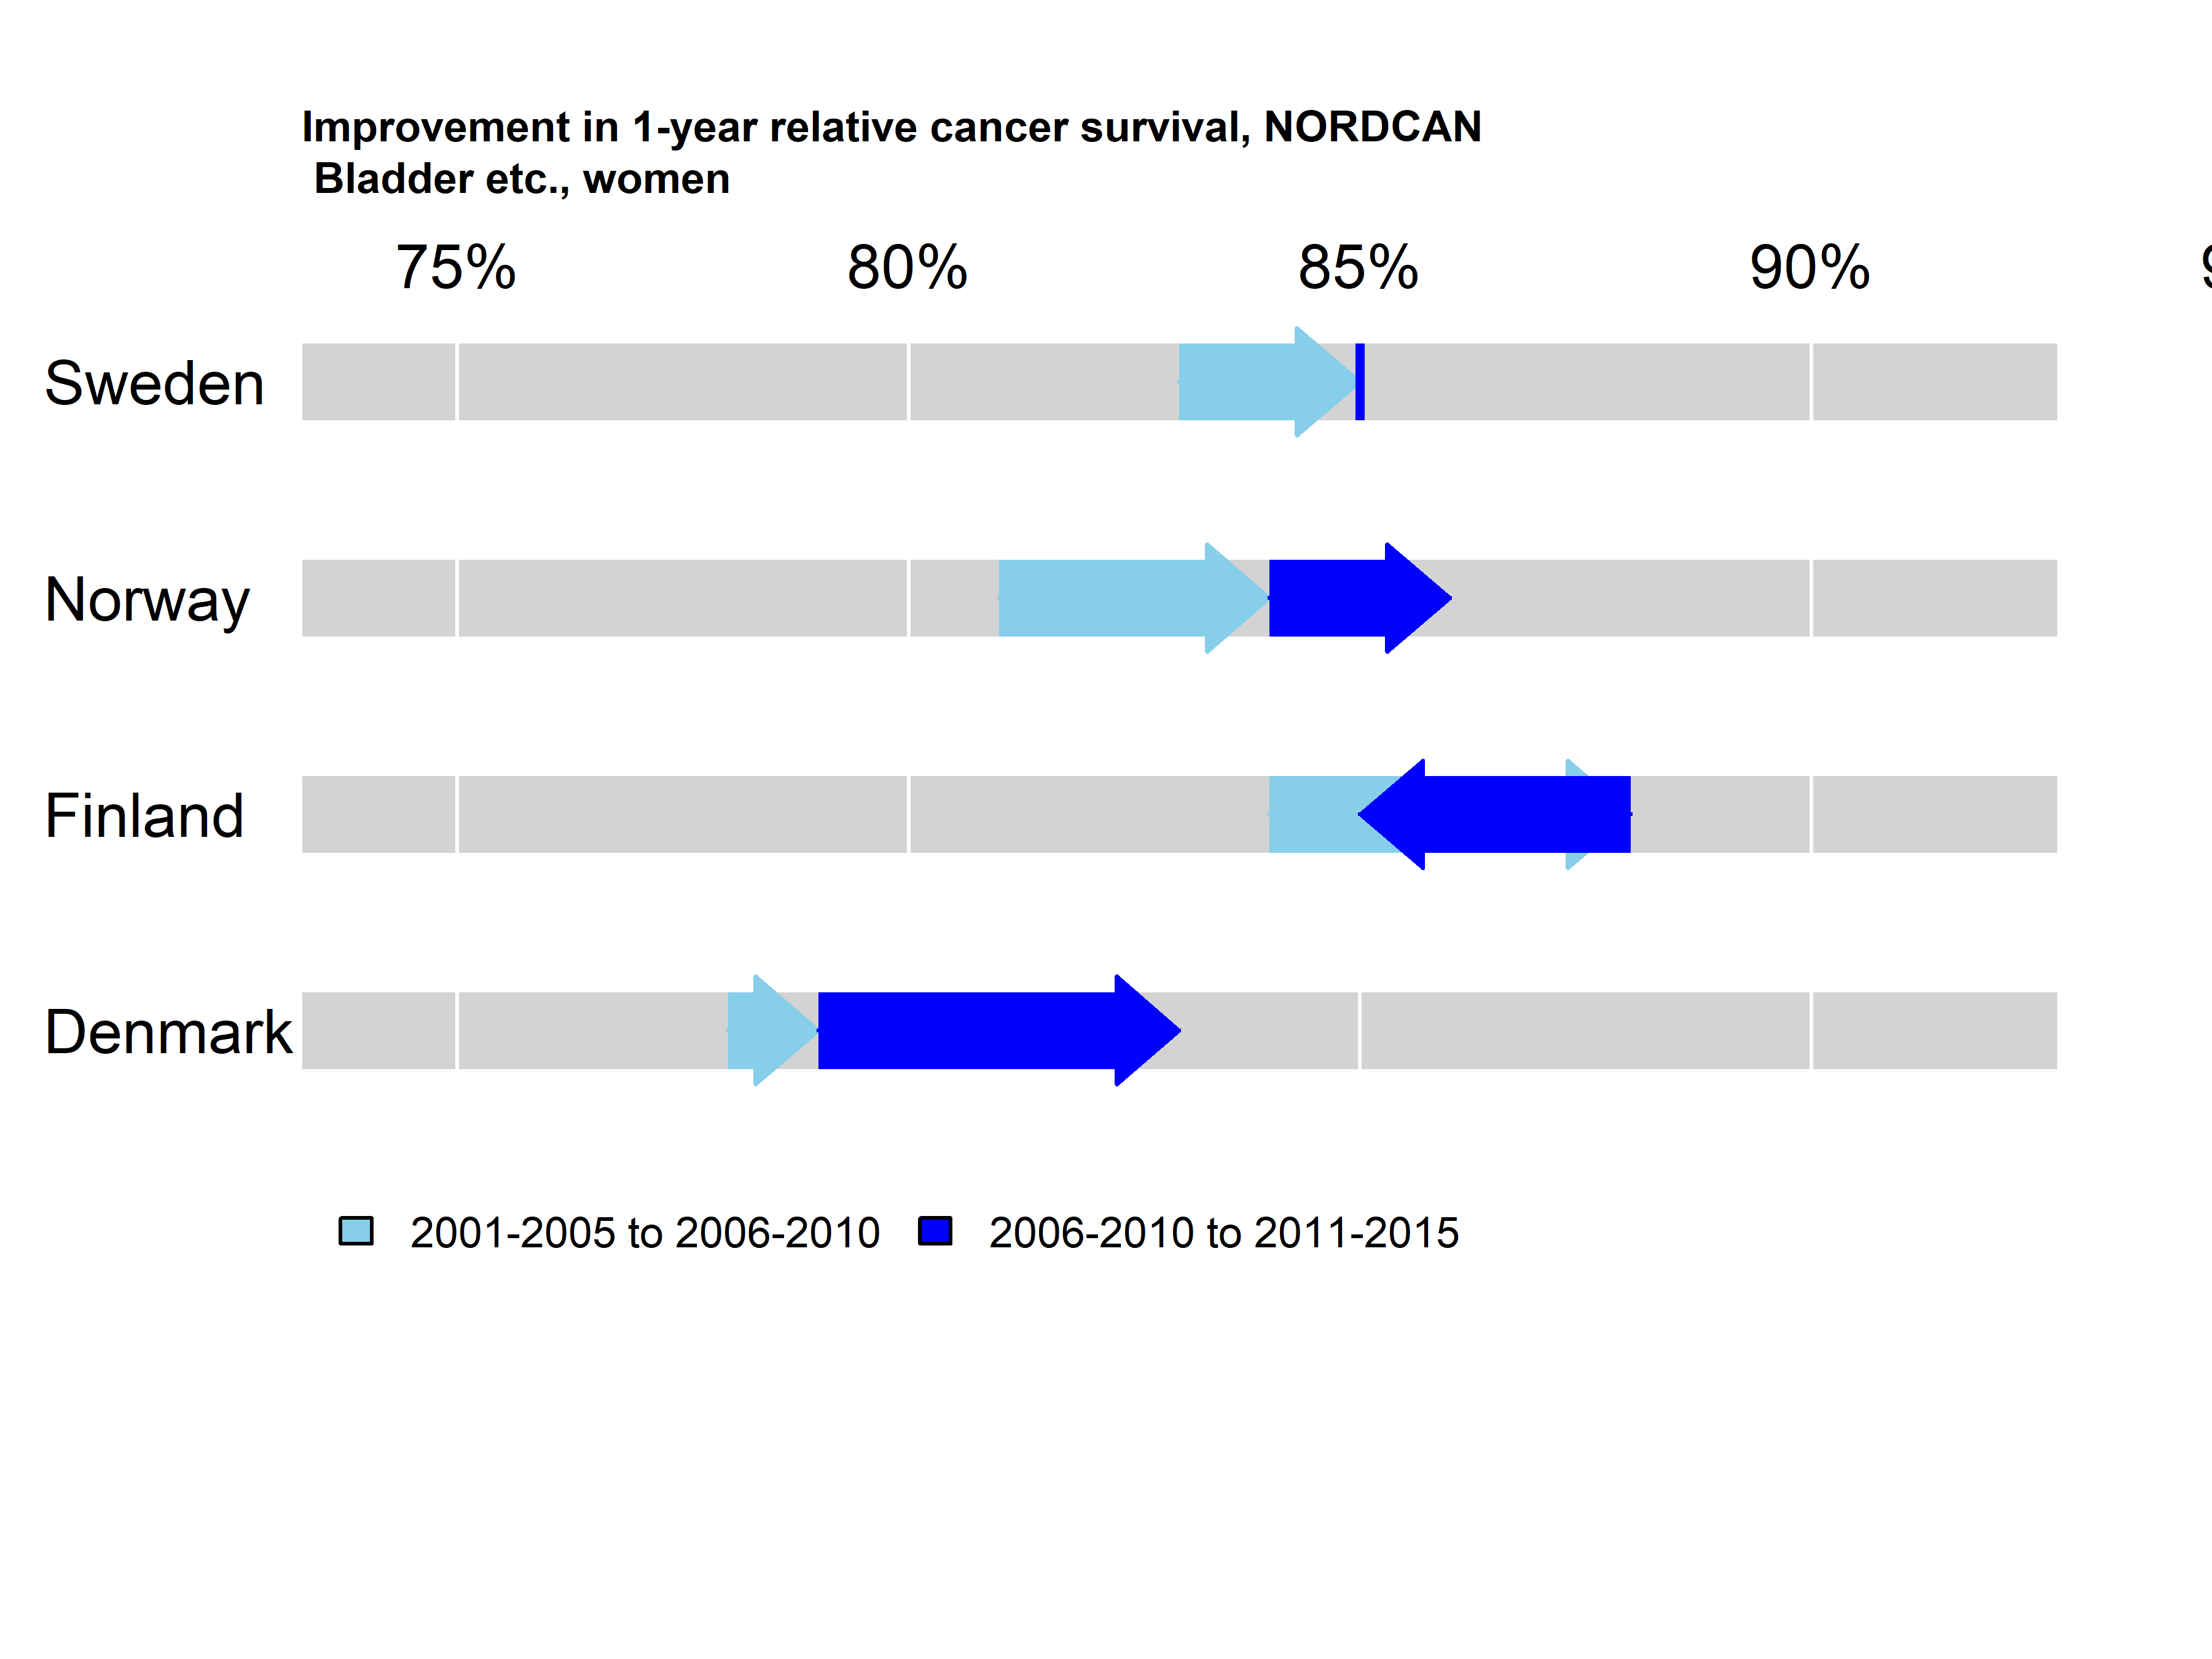 Improvement in 1-year relative cancer survival, NORDCAN
Bladder etc., women
75% 80% 85% 90%
Sweden
Norway
Finland
Denmark
2001-2005 to 2006-2010 2006-2010 to 2011-2015